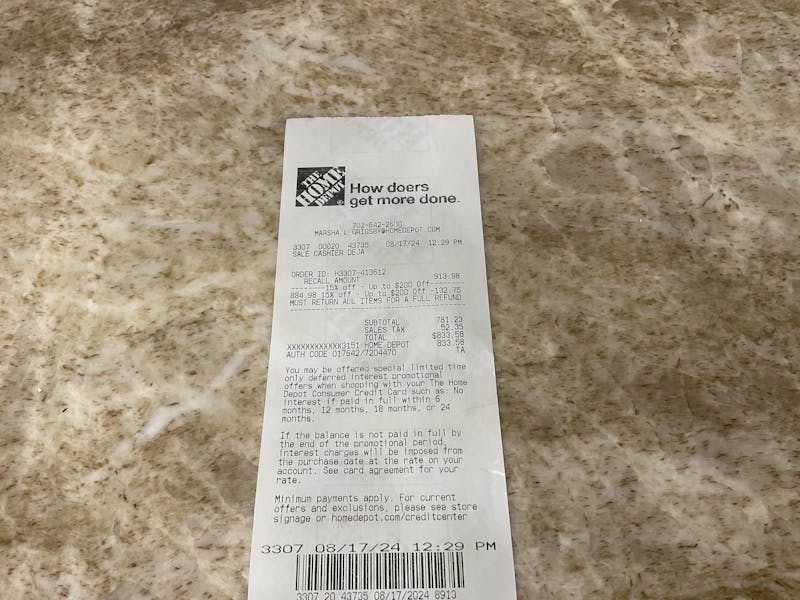 THE
HOME
DEPOT
How doers
get more done.
702-642-2600
MARSHA L GRIGSBY@HOMEDEPOT.COM
3307 00020 43735 08/17/24 12:29 PM
SALE CASHIER DEJA
ORDER ID: H3307-413612
RECALL AMOUNT 913.98
--------15% off - Up to $200 Off--------
884.98 15% off - Up to $200 Off -132.75
MUST RETURN ALL ITEMS FOR A FULL REFUND
SUBTOTAL 781.23
SALES TAX 52.35
TOTAL $833.58
XXXXXXXXXXXX3151 HOME DEPOT 833.58
AUTH CODE 017642/7204470 TA
You may be offered special limited time
only deferred interest promotional
offers when shopping with your The Home
Depot Consumer Credit Card such as: No
interest if paid in full within 6
months, 12 months, 18 months, or 24
months.
If the balance is not paid in full by
the end of the promotional period,
interest charges will be imposed from
the purchase date at the rate on your
account. See card agreement for your
rate.
Minimum payments apply. For current
offers and exclusions, please see store
signage or homedepot.com/creditcenter
3307 08/17/24 12:29 PM
3307 20 43735 08/17/2024 8913